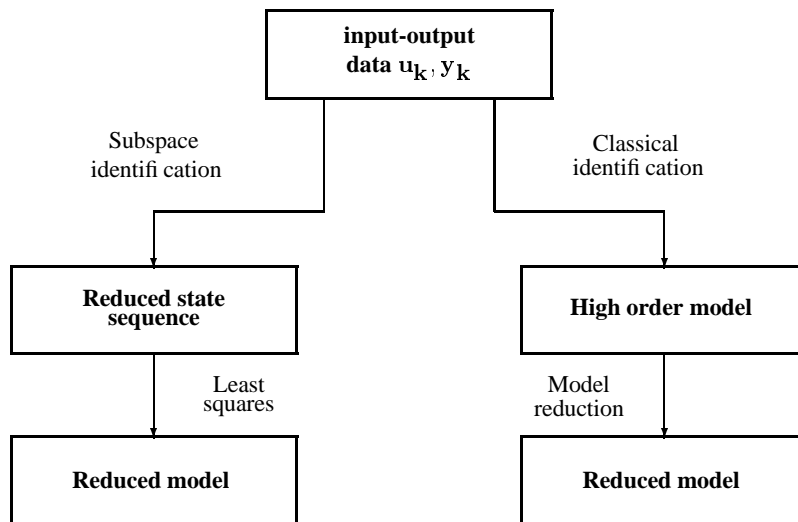 input-output
data u_k, y_k
Subspace
identifi cation
Classical
identifi cation
Reduced state
sequence
High order model
Least
squares
Model
reduction
Reduced model
Reduced model